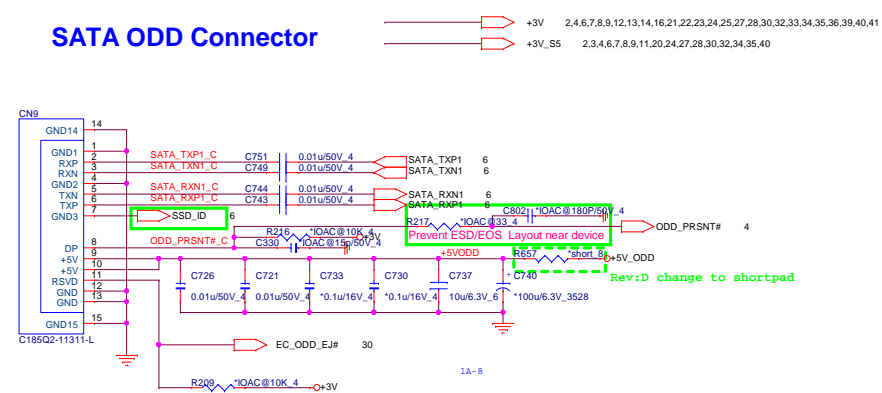 SATA ODD Connector
+3V 2,4,6,7,8,9,12,13,14,16,21,22,23,24,25,27,28,30,32,33,34,35,36,39,40,41
+3V_S5 2,3,4,6,7,8,9,11,20,24,27,28,30,32,34,35,40
CN9
GND14 14
GND1 1
RXP 2 SATA_TXP1_C C751 0.01u/50V_4 SATA_TXP1 6
RXN 3 SATA_TXN1_C C749 0.01u/50V_4 SATA_TXN1 6
GND2 4
TXN 5 SATA_RXN1_C C744 0.01u/50V_4 SATA_RXN1 6
TXP 6 SATA_RXP1_C C743 0.01u/50V_4 SATA_RXP1 6
GND3 7 SSD_ID 6
C802 *IOAC@180P/50V_4
R217 *IOAC@33_4 ODD_PRSNT# 4
Prevent ESD/EOS Layout near device
R216 *IOAC@10K_4 +3V
DP 8 ODD_PRSNT#_C C330 *IOAC@15p/50V_4
+5V 9 +5VODD R657 *short_8 +5V_ODD
+5V 10
RSVD 11
GND 12
GND 13
GND15 15
C185Q2-11311-L
C726 C721 C733 C730 C737 + C740
0.01u/50V_4 0.01u/50V_4 *0.1u/16V_4 *0.1u/16V_4 10u/6.3V_6 *100u/6.3V_3528
Rev:D change to shortpad
EC_ODD_EJ# 30
R209 *IOAC@10K_4 +3V
1A-8